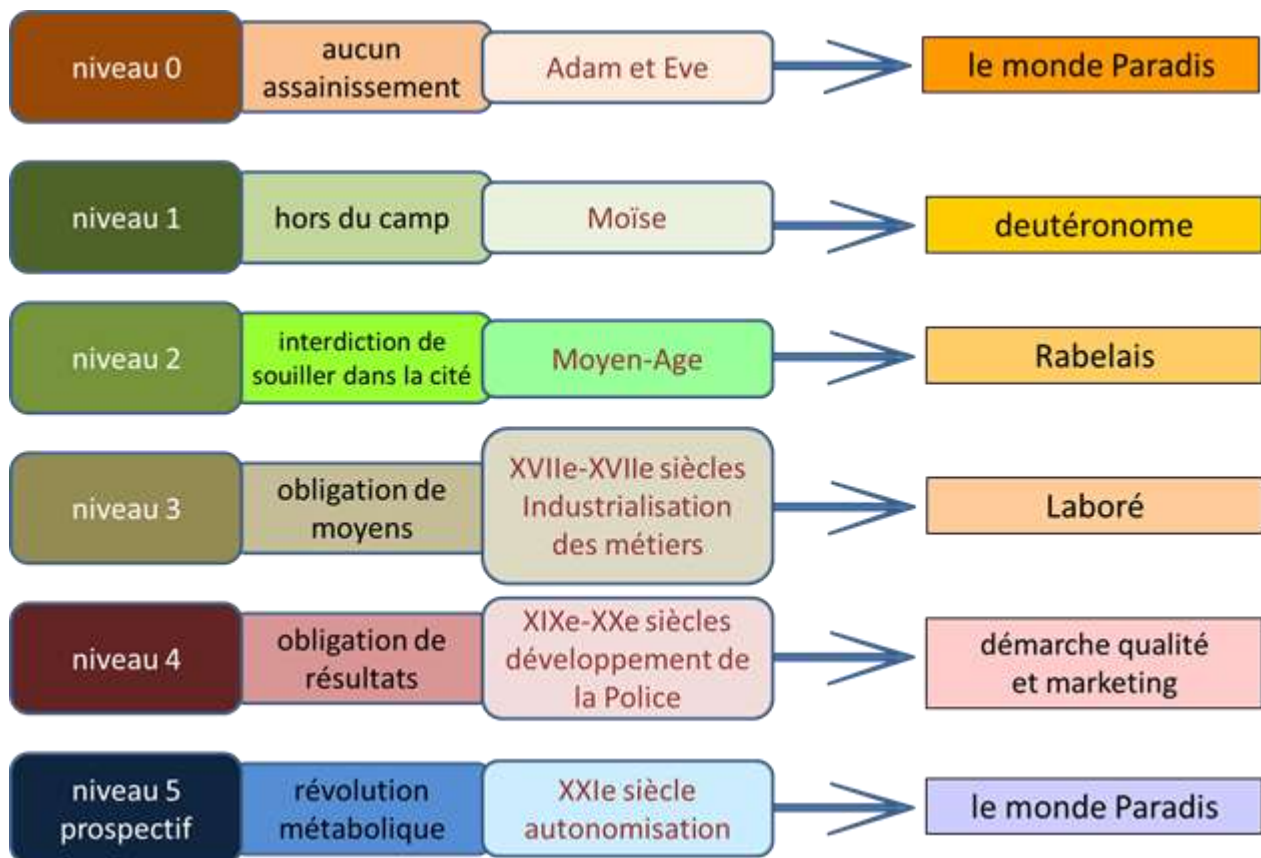 niveau 0
aucun
assainissement
Adam et Eve
le monde Paradis
niveau 1
hors du camp
Moïse
deutéronome
niveau 2
interdiction de
souiller dans la cité
Moyen-Age
Rabelais
niveau 3
obligation de
moyens
XVIIe-XVIIe siècles
Industrialisation
des métiers
Laboré
niveau 4
obligation de
résultats
XIXe-XXe siècles
développement de
la Police
démarche qualité
et marketing
niveau 5
prospectif
révolution
métabolique
XXIe siècle
autonomisation
le monde Paradis